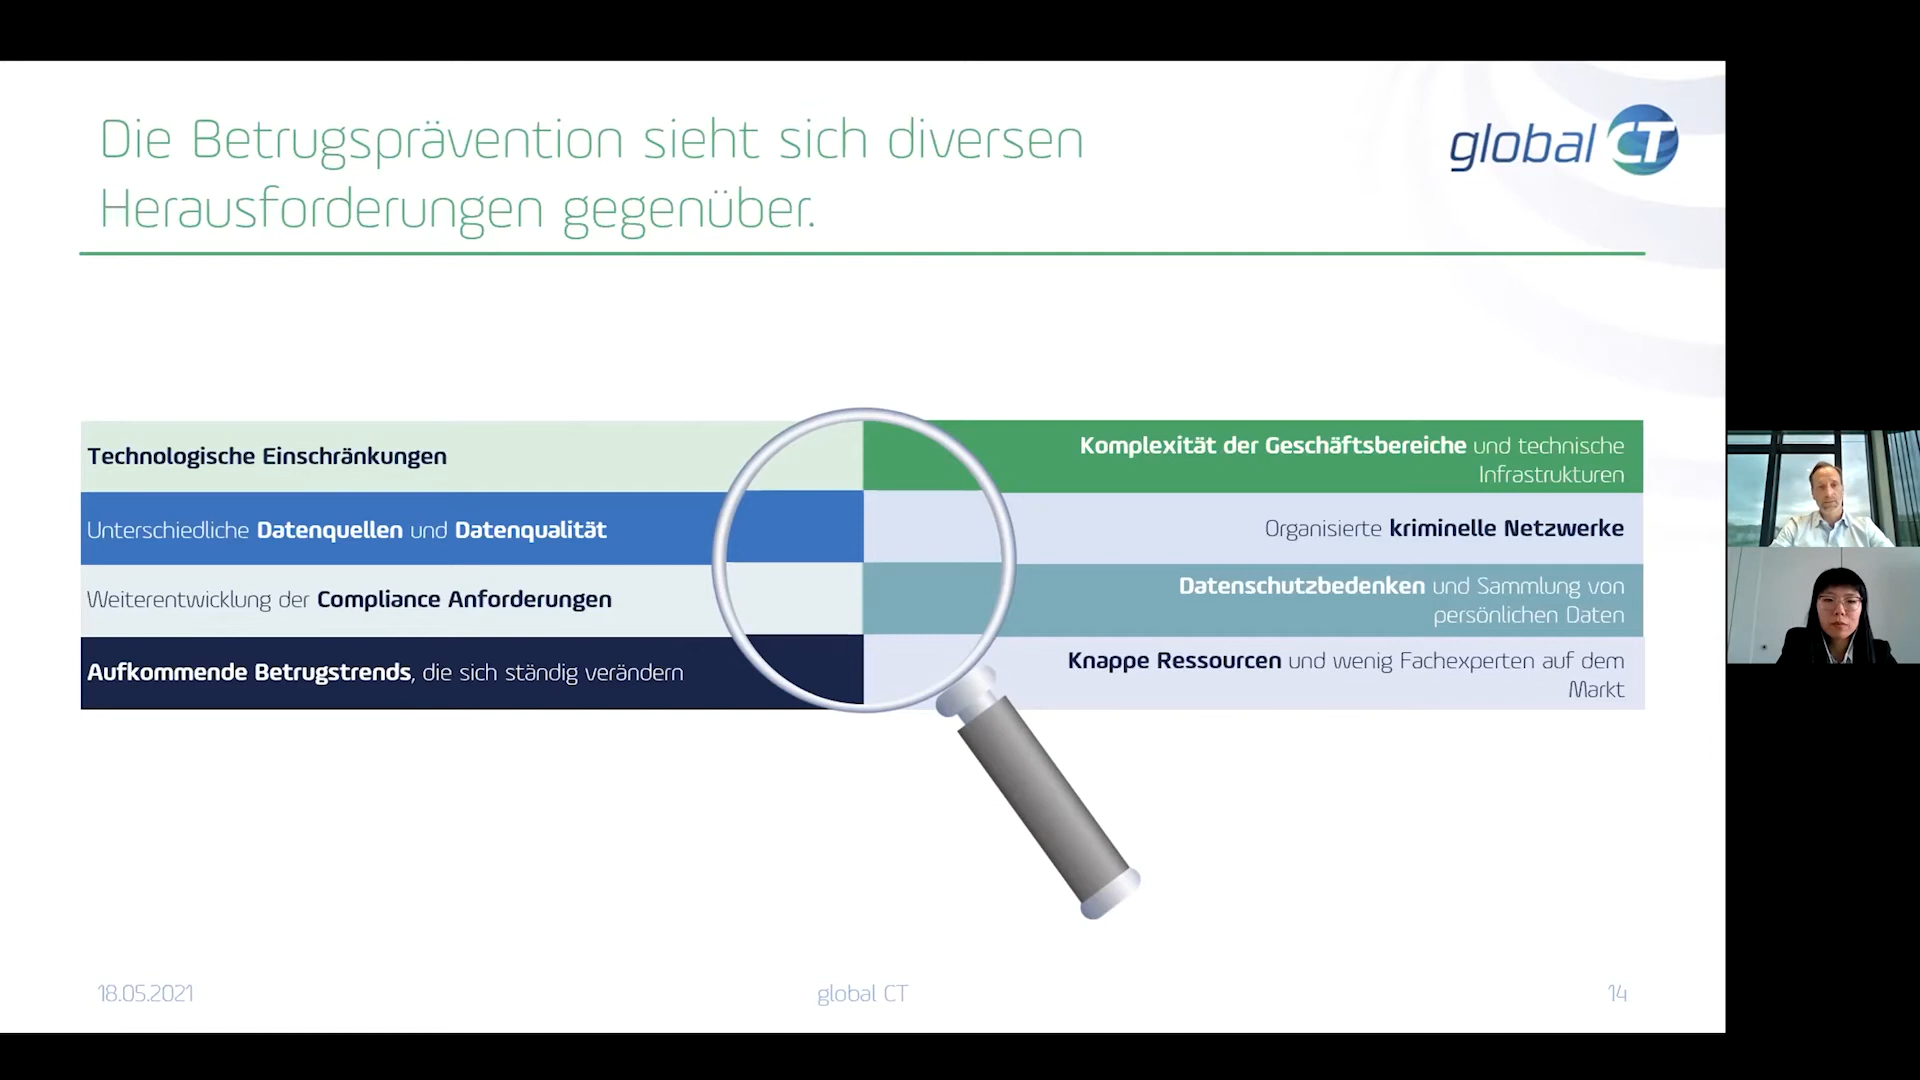 Die Betrugsprävention sieht sich diversen
Herausforderungen gegenüber.
global CT
Technologische Einschränkungen
Unterschiedliche Datenquellen und Datenqualität
Weiterentwicklung der Compliance Anforderungen
Aufkommende Betrugstrends, die sich ständig verändern
Komplexität der Geschäftsbereiche und technische
Infrastrukturen
Organisierte kriminelle Netzwerke
Datenschutzbedenken und Sammlung von
persönlichen Daten
Knappe Ressourcen und wenig Fachexperten auf dem
Markt
18.05.2021
global CT
14